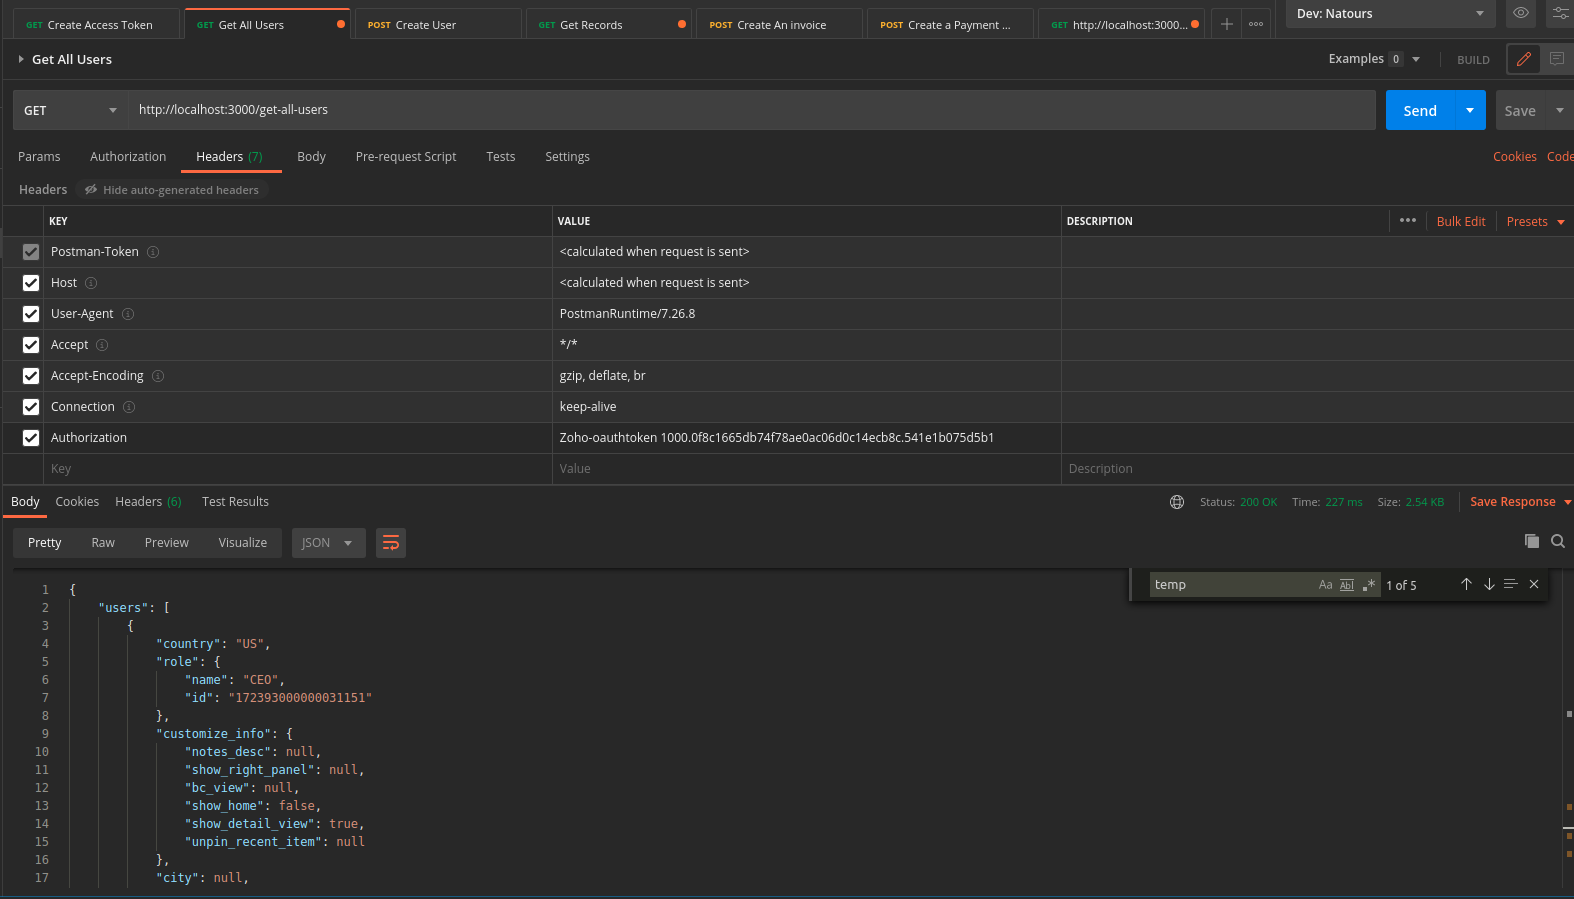 GET Create Access Token GET Get All Users POST Create User GET Get Records POST Create An invoice POST Create a Payment ... GET http://localhost:3000... Dev: Natours
Get All Users Examples 0 BUILD
GET http://localhost:3000/get-all-users Send Save
Params Authorization Headers (7) Body Pre-request Script Tests Settings Cookies Code
Headers Hide auto-generated headers
KEY VALUE DESCRIPTION Bulk Edit Presets
Postman-Token <calculated when request is sent>
Host <calculated when request is sent>
User-Agent PostmanRuntime/7.26.8
Accept */*
Accept-Encoding gzip, deflate, br
Connection keep-alive
Authorization Zoho-oauthtoken 1000.0f8c1665db74f78ae0ac06d0c14ecb8c.541e1b075d5b1
Key Value Description
Body Cookies Headers (6) Test Results Status: 200 OK Time: 227 ms Size: 2.54 KB Save Response
Pretty Raw Preview Visualize JSON
temp Aa Abl .* 1 of 5
1 {
2 "users": [
3 {
4 "country": "US",
5 "role": {
6 "name": "CEO",
7 "id": "172393000000031151"
8 },
9 "customize_info": {
10 "notes_desc": null,
11 "show_right_panel": null,
12 "bc_view": null,
13 "show_home": false,
14 "show_detail_view": true,
15 "unpin_recent_item": null
16 },
17 "city": null,